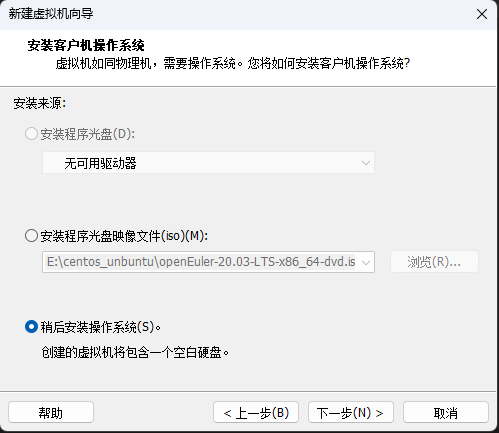 新建虚拟机向导
安装客户机操作系统
虚拟机如同物理机，需要操作系统。您将如何安装客户机操作系统?
安装来源:
安装程序光盘(D):
无可用驱动器
安装程序光盘映像文件(iso)(M):
E:\centos_unbuntu\openEuler-20.03-LTS-x86_64-dvd.is
浏览(R)...
稍后安装操作系统(S)。
创建的虚拟机将包含一个空白硬盘。
帮助 < 上一步(B) 下一步(N) > 取消